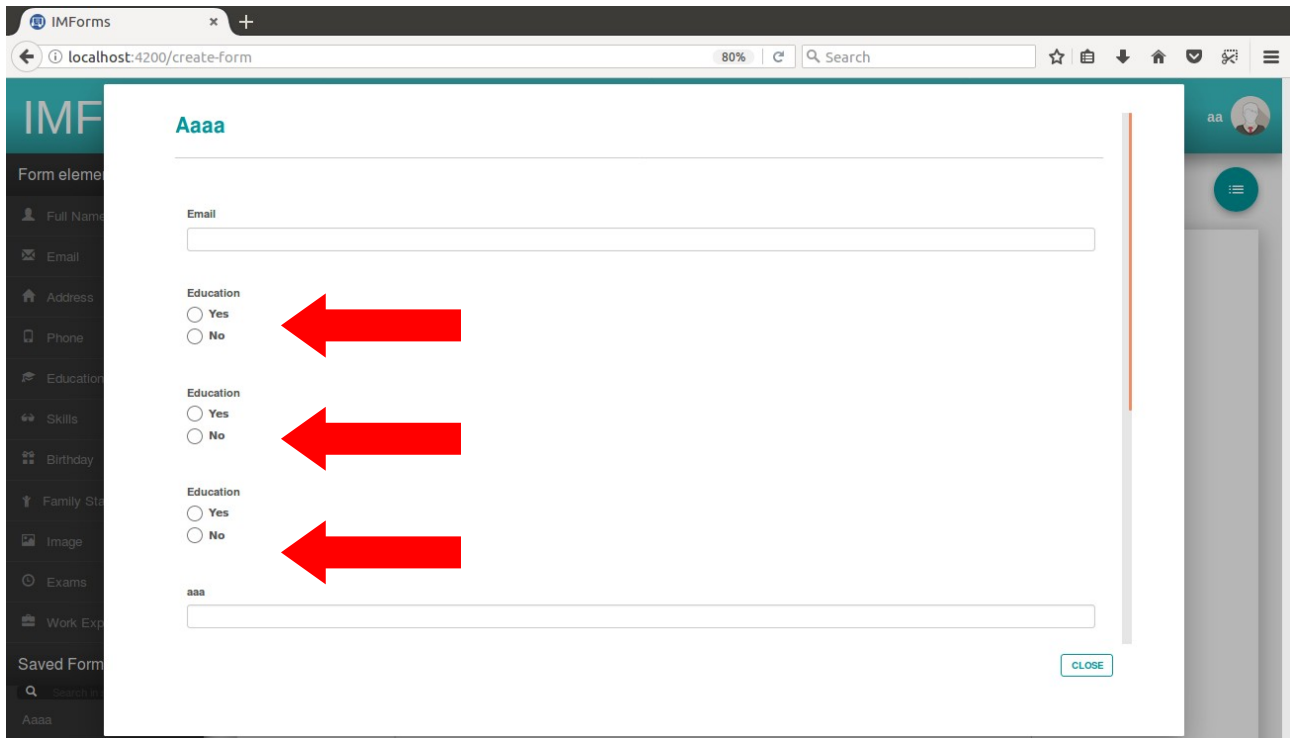 IMForms
localhost:4200/create-form
80%
Search
IMF
aa
Aaaa
Form eleme
Full Name
Email
Address
Phone
Education
Skills
Birthday
Family Sta
Image
Exams
Work Exp
Saved Form
Search in
Aaaa
Email
Education
Yes
No
Education
Yes
No
Education
Yes
No
aaa
CLOSE